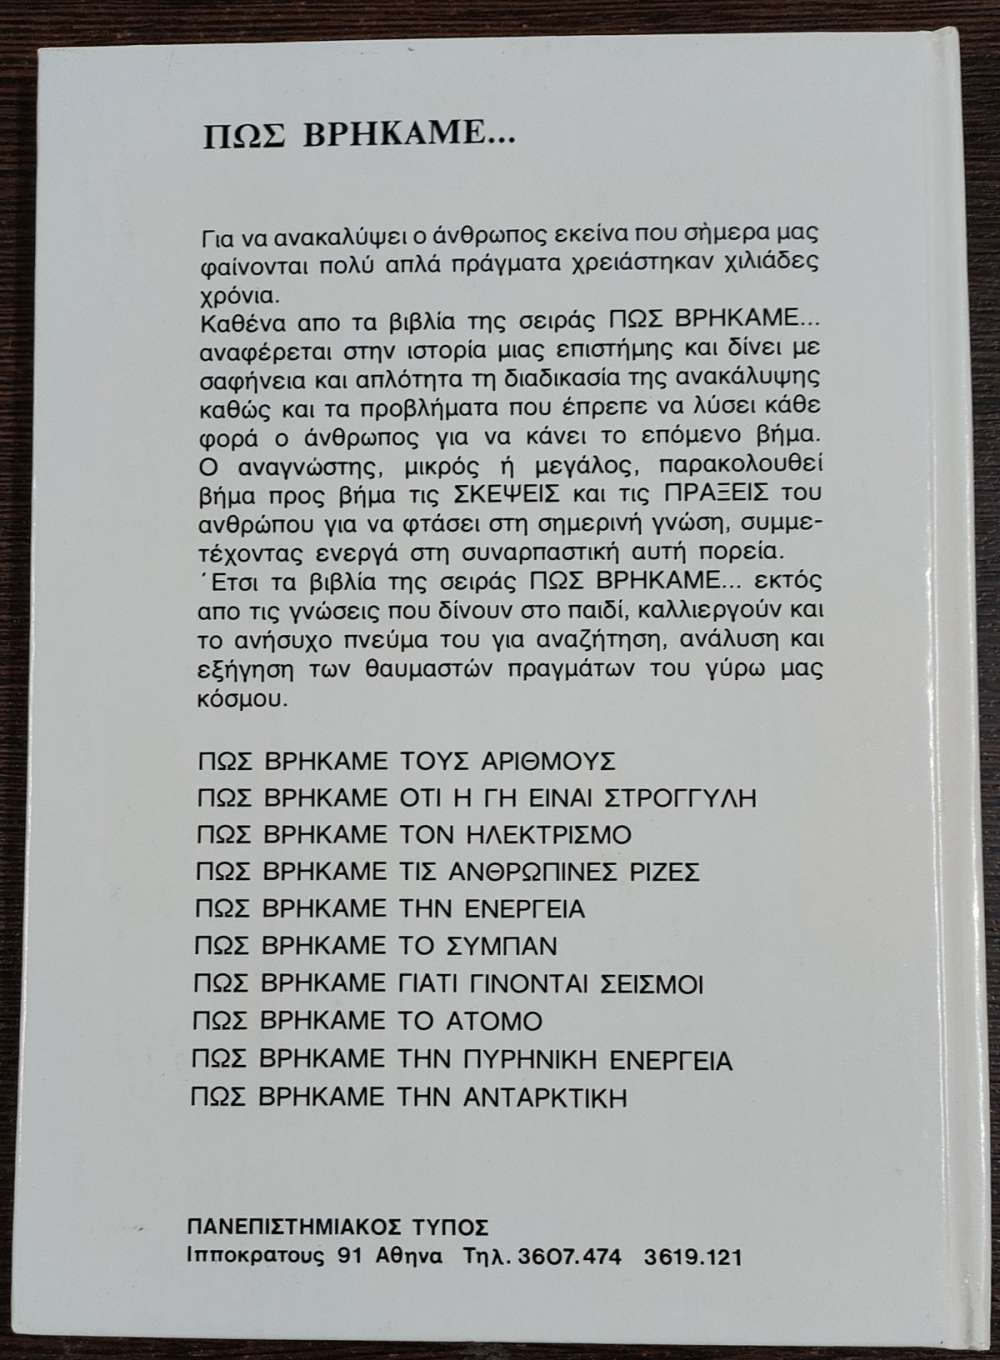 ΠΩΣ ΒΡΗΚΑΜΕ...
Για να ανακαλύψει ο άνθρωπος εκείνα που σήμερα μας
φαίνονται πολύ απλά πράγματα χρειάστηκαν χιλιάδες
χρόνια.
Καθένα απο τα βιβλία της σειράς ΠΩΣ ΒΡΗΚΑΜΕ...
αναφέρεται στην ιστορία μιας επιστήμης και δίνει με
σαφήνεια και απλότητα τη διαδικασία της ανακάλυψης
καθώς και τα προβλήματα που έπρεπε να λύσει κάθε
φορά ο άνθρωπος για να κάνει το επόμενο βήμα.
Ο αναγνώστης, μικρός ή μεγάλος, παρακολουθεί
βήμα προς βήμα τις ΣΚΕΨΕΙΣ και τις ΠΡΑΞΕΙΣ του
ανθρώπου για να φτάσει στη σημερινή γνώση, συμμε-
τέχοντας ενεργά στη συναρπαστική αυτή πορεία.
Έτσι τα βιβλία της σειράς ΠΩΣ ΒΡΗΚΑΜΕ... εκτός
απο τις γνώσεις που δίνουν στο παιδί, καλλιεργούν και
το ανήσυχο πνεύμα του για αναζήτηση, ανάλυση και
εξήγηση των θαυμαστών πραγμάτων του γύρω μας
κόσμου.
ΠΩΣ ΒΡΗΚΑΜΕ ΤΟΥΣ ΑΡΙΘΜΟΥΣ
ΠΩΣ ΒΡΗΚΑΜΕ ΟΤΙ Η ΓΗ ΕΙΝΑΙ ΣΤΡΟΓΓΥΛΗ
ΠΩΣ ΒΡΗΚΑΜΕ ΤΟΝ ΗΛΕΚΤΡΙΣΜΟ
ΠΩΣ ΒΡΗΚΑΜΕ ΤΙΣ ΑΝΘΡΩΠΙΝΕΣ ΡΙΖΕΣ
ΠΩΣ ΒΡΗΚΑΜΕ ΤΗΝ ΕΝΕΡΓΕΙΑ
ΠΩΣ ΒΡΗΚΑΜΕ ΤΟ ΣΥΜΠΑΝ
ΠΩΣ ΒΡΗΚΑΜΕ ΓΙΑΤΙ ΓΙΝΟΝΤΑΙ ΣΕΙΣΜΟΙ
ΠΩΣ ΒΡΗΚΑΜΕ ΤΟ ΑΤΟΜΟ
ΠΩΣ ΒΡΗΚΑΜΕ ΤΗΝ ΠΥΡΗΝΙΚΗ ΕΝΕΡΓΕΙΑ
ΠΩΣ ΒΡΗΚΑΜΕ ΤΗΝ ΑΝΤΑΡΚΤΙΚΗ
ΠΑΝΕΠΙΣΤΗΜΙΑΚΟΣ ΤΥΠΟΣ
Ιπποκρατους 91 Αθηνα Τηλ. 3607.474 3619.121